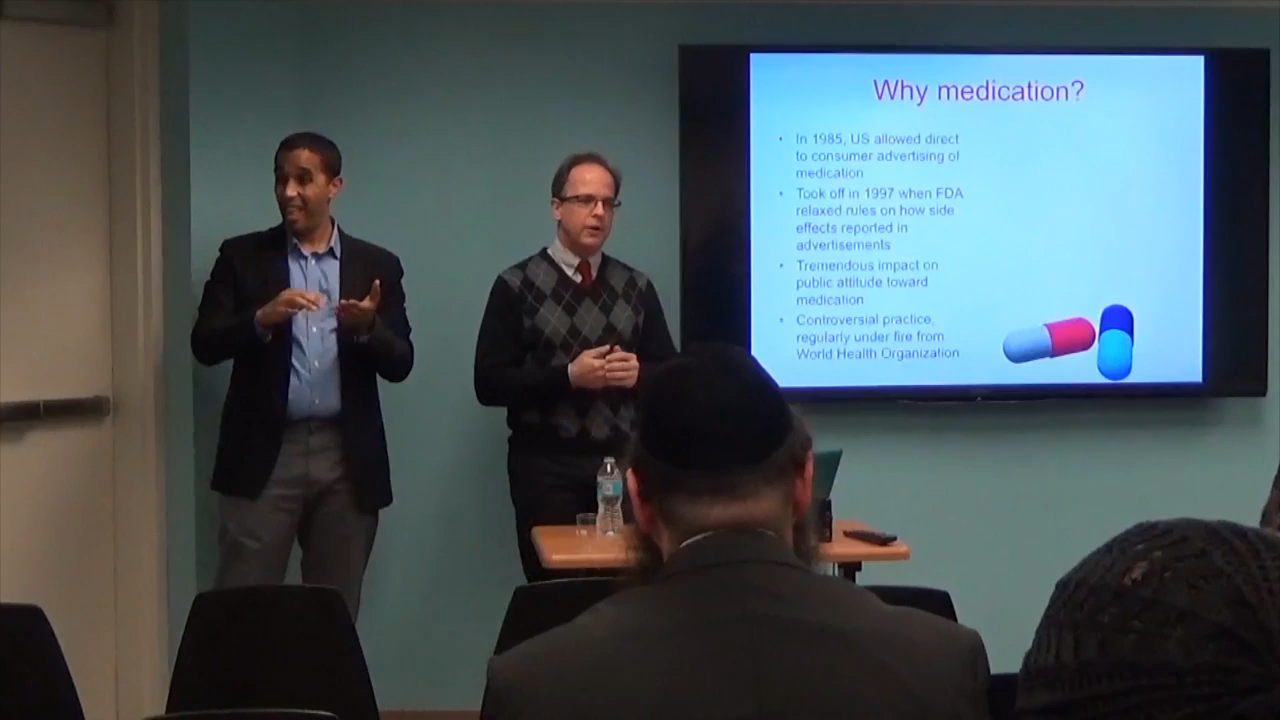 Why medication?
• In 1985, US allowed direct
to consumer advertising of
medication
• Took off in 1997 when FDA
relaxed rules on how side
effects reported in
advertisements
• Tremendous impact on
public attitude toward
medication
• Controversial practice,
regularly under fire from
World Health Organization